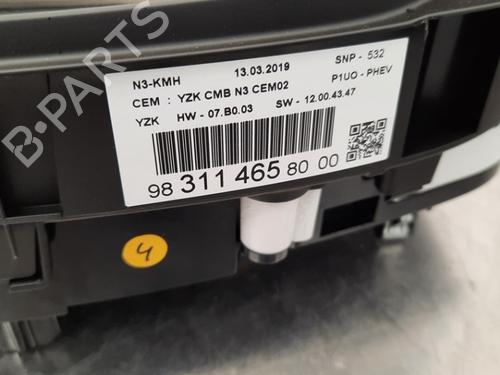 N3-KMH 13.03.2019 SNP - 532
CEM : YZK CMB N3 CEM02 P1UO - PHEV
YZK HW - 07.B0.03 SW - 12.00.43.47
98 311 465 80 00
4
B-PARTS